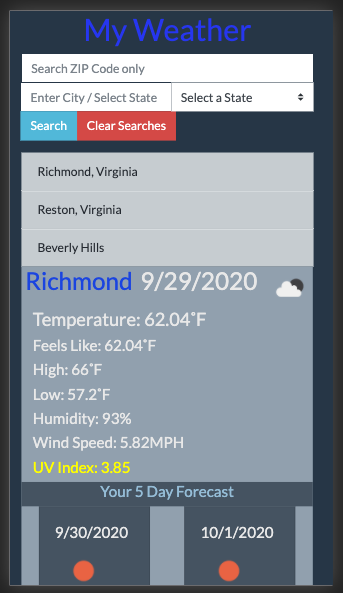 My Weather
Search ZIP Code only
Enter City / Select State Select a State
Search Clear Searches
Richmond, Virginia
Reston, Virginia
Beverly Hills
Richmond 9/29/2020
Temperature: 62.04˚F
Feels Like: 62.04˚F
High: 66˚F
Low: 57.2˚F
Humidity: 93%
Wind Speed: 5.82MPH
UV Index: 3.85
Your 5 Day Forecast
9/30/2020 10/1/2020